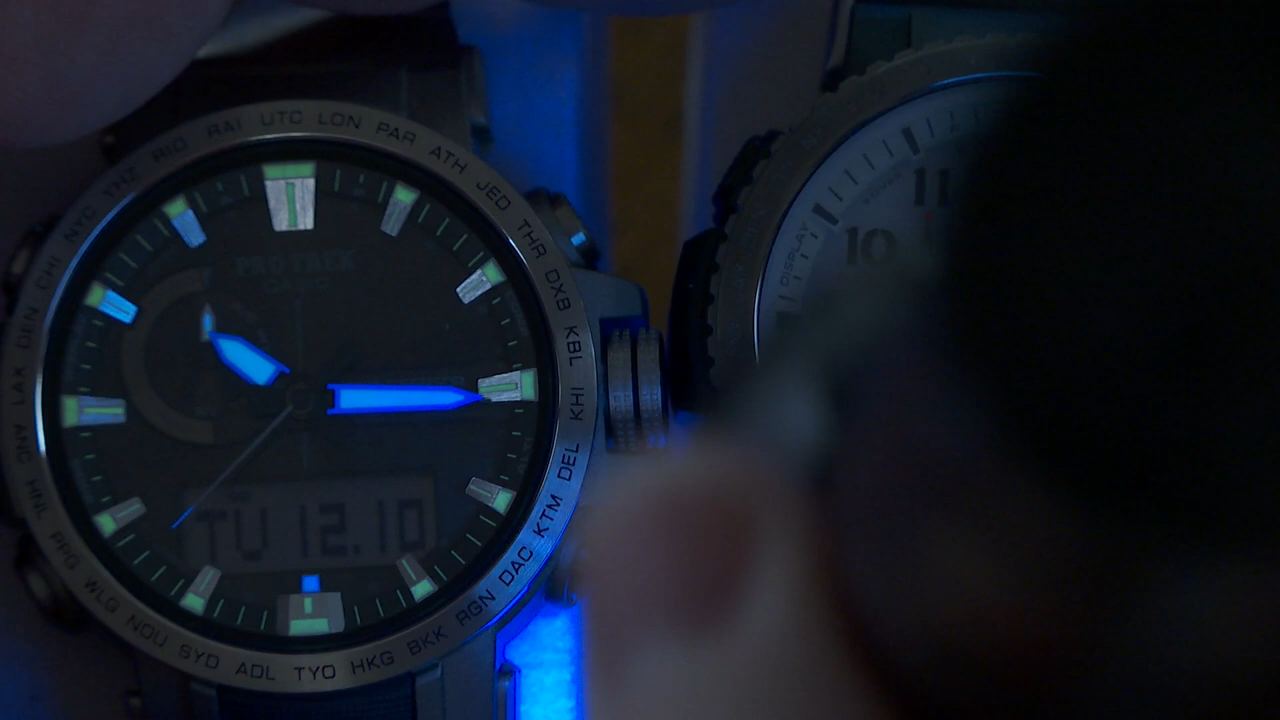 UTC LON PAR ATH JED THR DXB KBL KHI DEL KTM DAC RGN BKK HKG TYO ADL SYD NOU WLG PPG HNL ANC LAX DEN CHI NYC YHZ RIO RAI
PRO TREK
CASIO
TU 12.10
11
10
DISPLAY